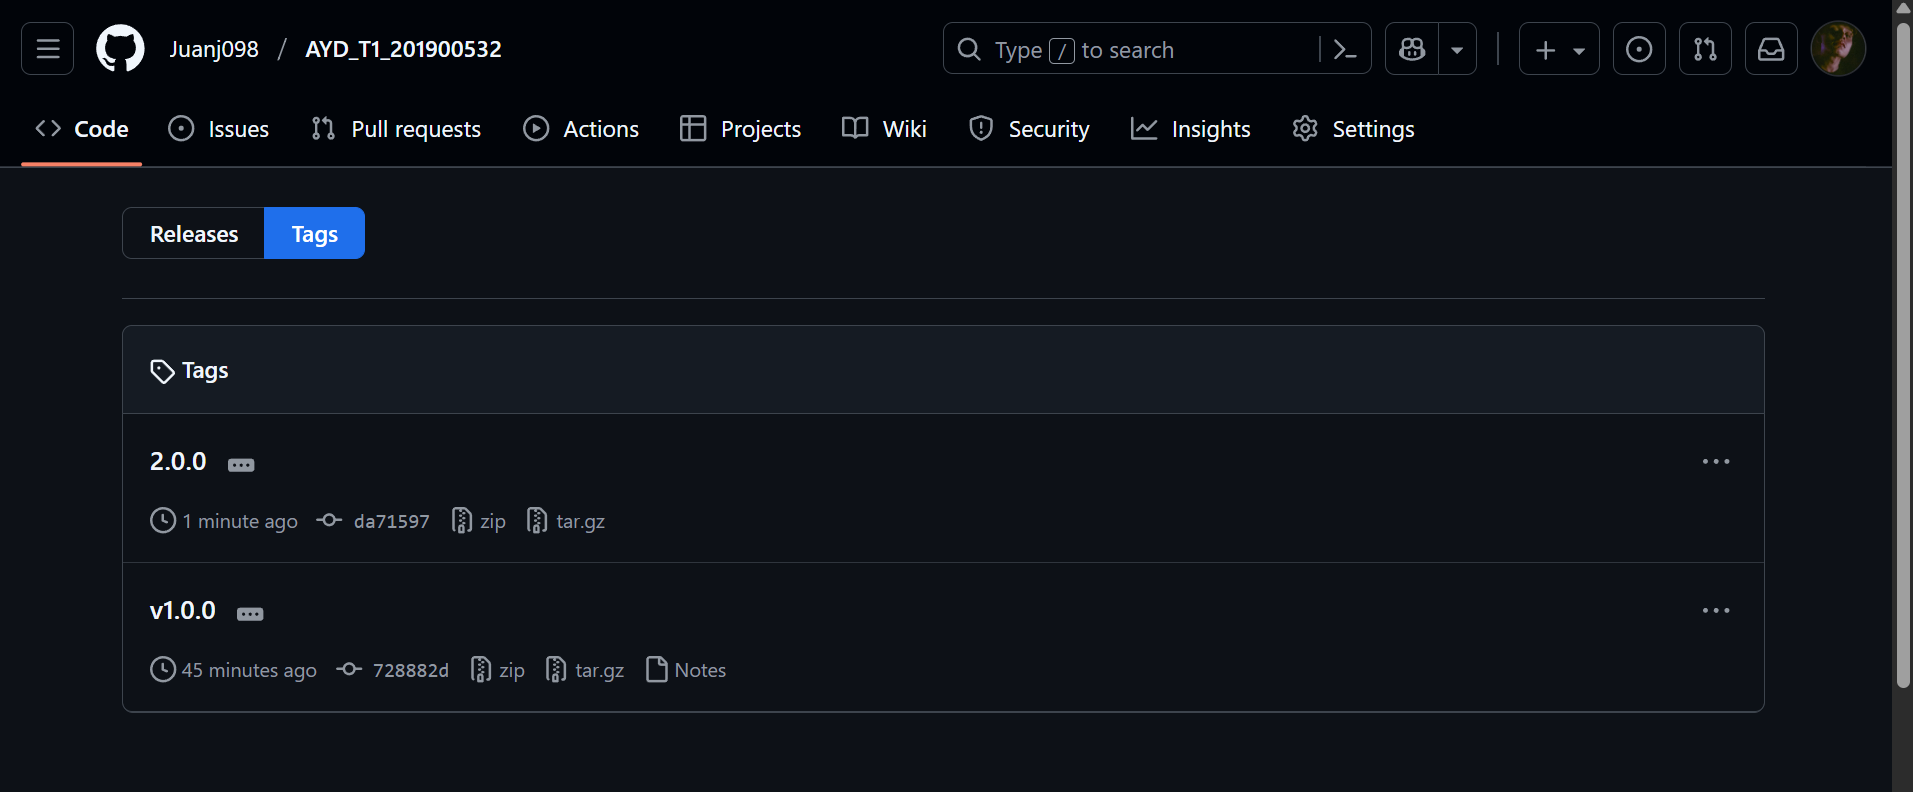 Juanj098 / AYD_T1_201900532
Type / to search
Code Issues Pull requests Actions Projects Wiki Security Insights Settings
Releases Tags
Tags
2.0.0
1 minute ago da71597 zip tar.gz
v1.0.0
45 minutes ago 728882d zip tar.gz Notes